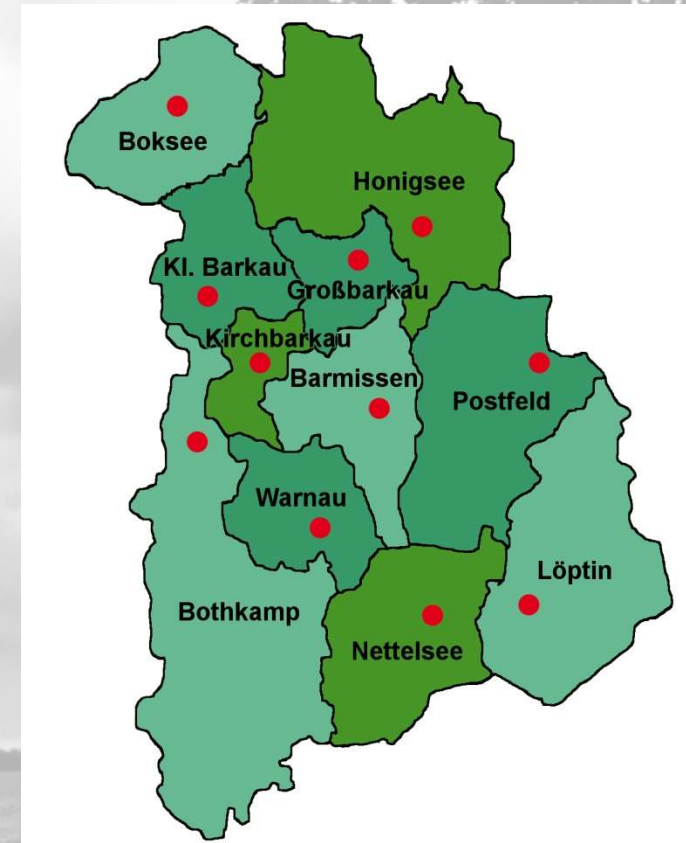 Boksee
Honigsee
Kl. Barkau
Großbarkau
Kirchbarkau
Barmissen
Postfeld
Warnau
Löptin
Bothkamp
Nettelsee